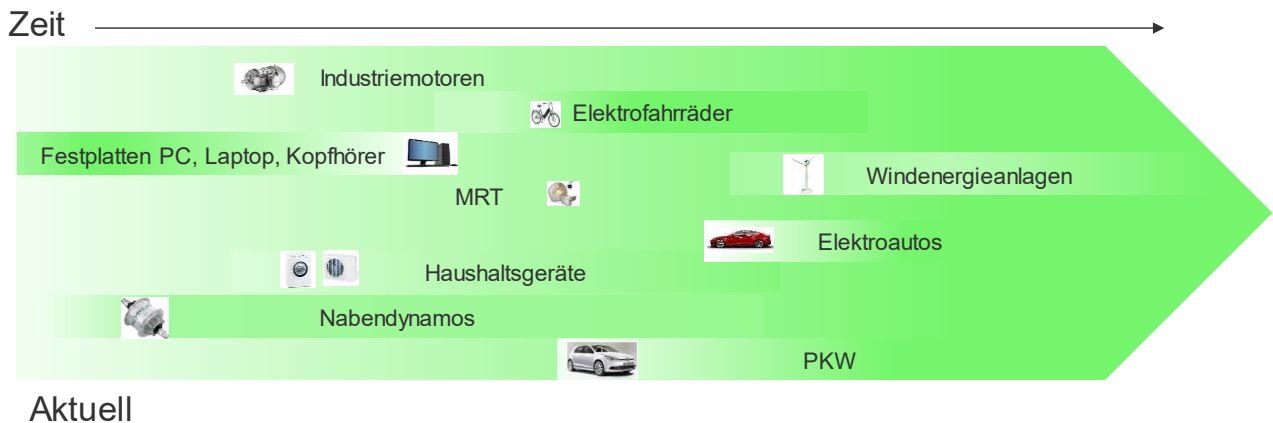 Zeit
Industriemotoren
Elektrofahrräder
Festplatten PC, Laptop, Kopfhörer
Windenergieanlagen
MRT
Elektroautos
Haushaltsgeräte
Nabendynamos
PKW
Aktuell